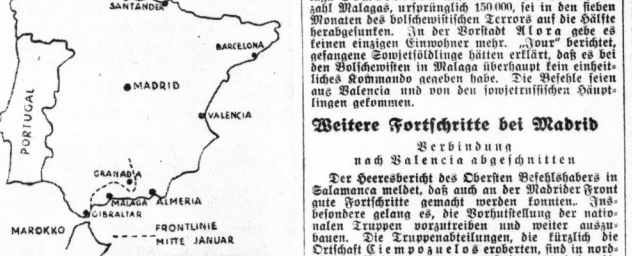 SANTANDER
BARCELONA
MADRID
PORTUGAL
VALENCIA
GRANADA
MALAGA
ALMERIA
GIBRALTAR
MAROKKO
FRONTLINIE
MITTE JANUAR
zahl Malagas, ursprünglich 150 000, sei in den sieben
Monaten des bolschewistischen Terrors auf die Hälfte
herabgesunken. In der Vorstadt Alora gebe es
keinen einzigen Einwohner mehr. „Jour" berichtet,
gefangene Sowjetsöldlinge hätten erklärt, daß es bei
den Bolschewisten in Malaga überhaupt kein einheit-
liches Kommando gegeben habe. Die Befehle seien
aus Valencia und von den sowjetrussischen Häupt-
lingen gekommen.
Weitere Fortschritte bei Madrid
Verbindung
nach Valencia abgeschnitten
Der Heeresbericht des Obersten Befehlshabers in
Salamanca meldet, daß auch an der Madrider Front
gute Fortschritte gemacht werden konnten. Ins-
besondere gelang es, die Vorhutstellung der natio-
nalen Truppen vorzutreiben und weiter auszu-
bauen. Die Truppenabteilungen, die kürzlich die
Ortschaft Ciempozuelos eroberten, sind in nord-